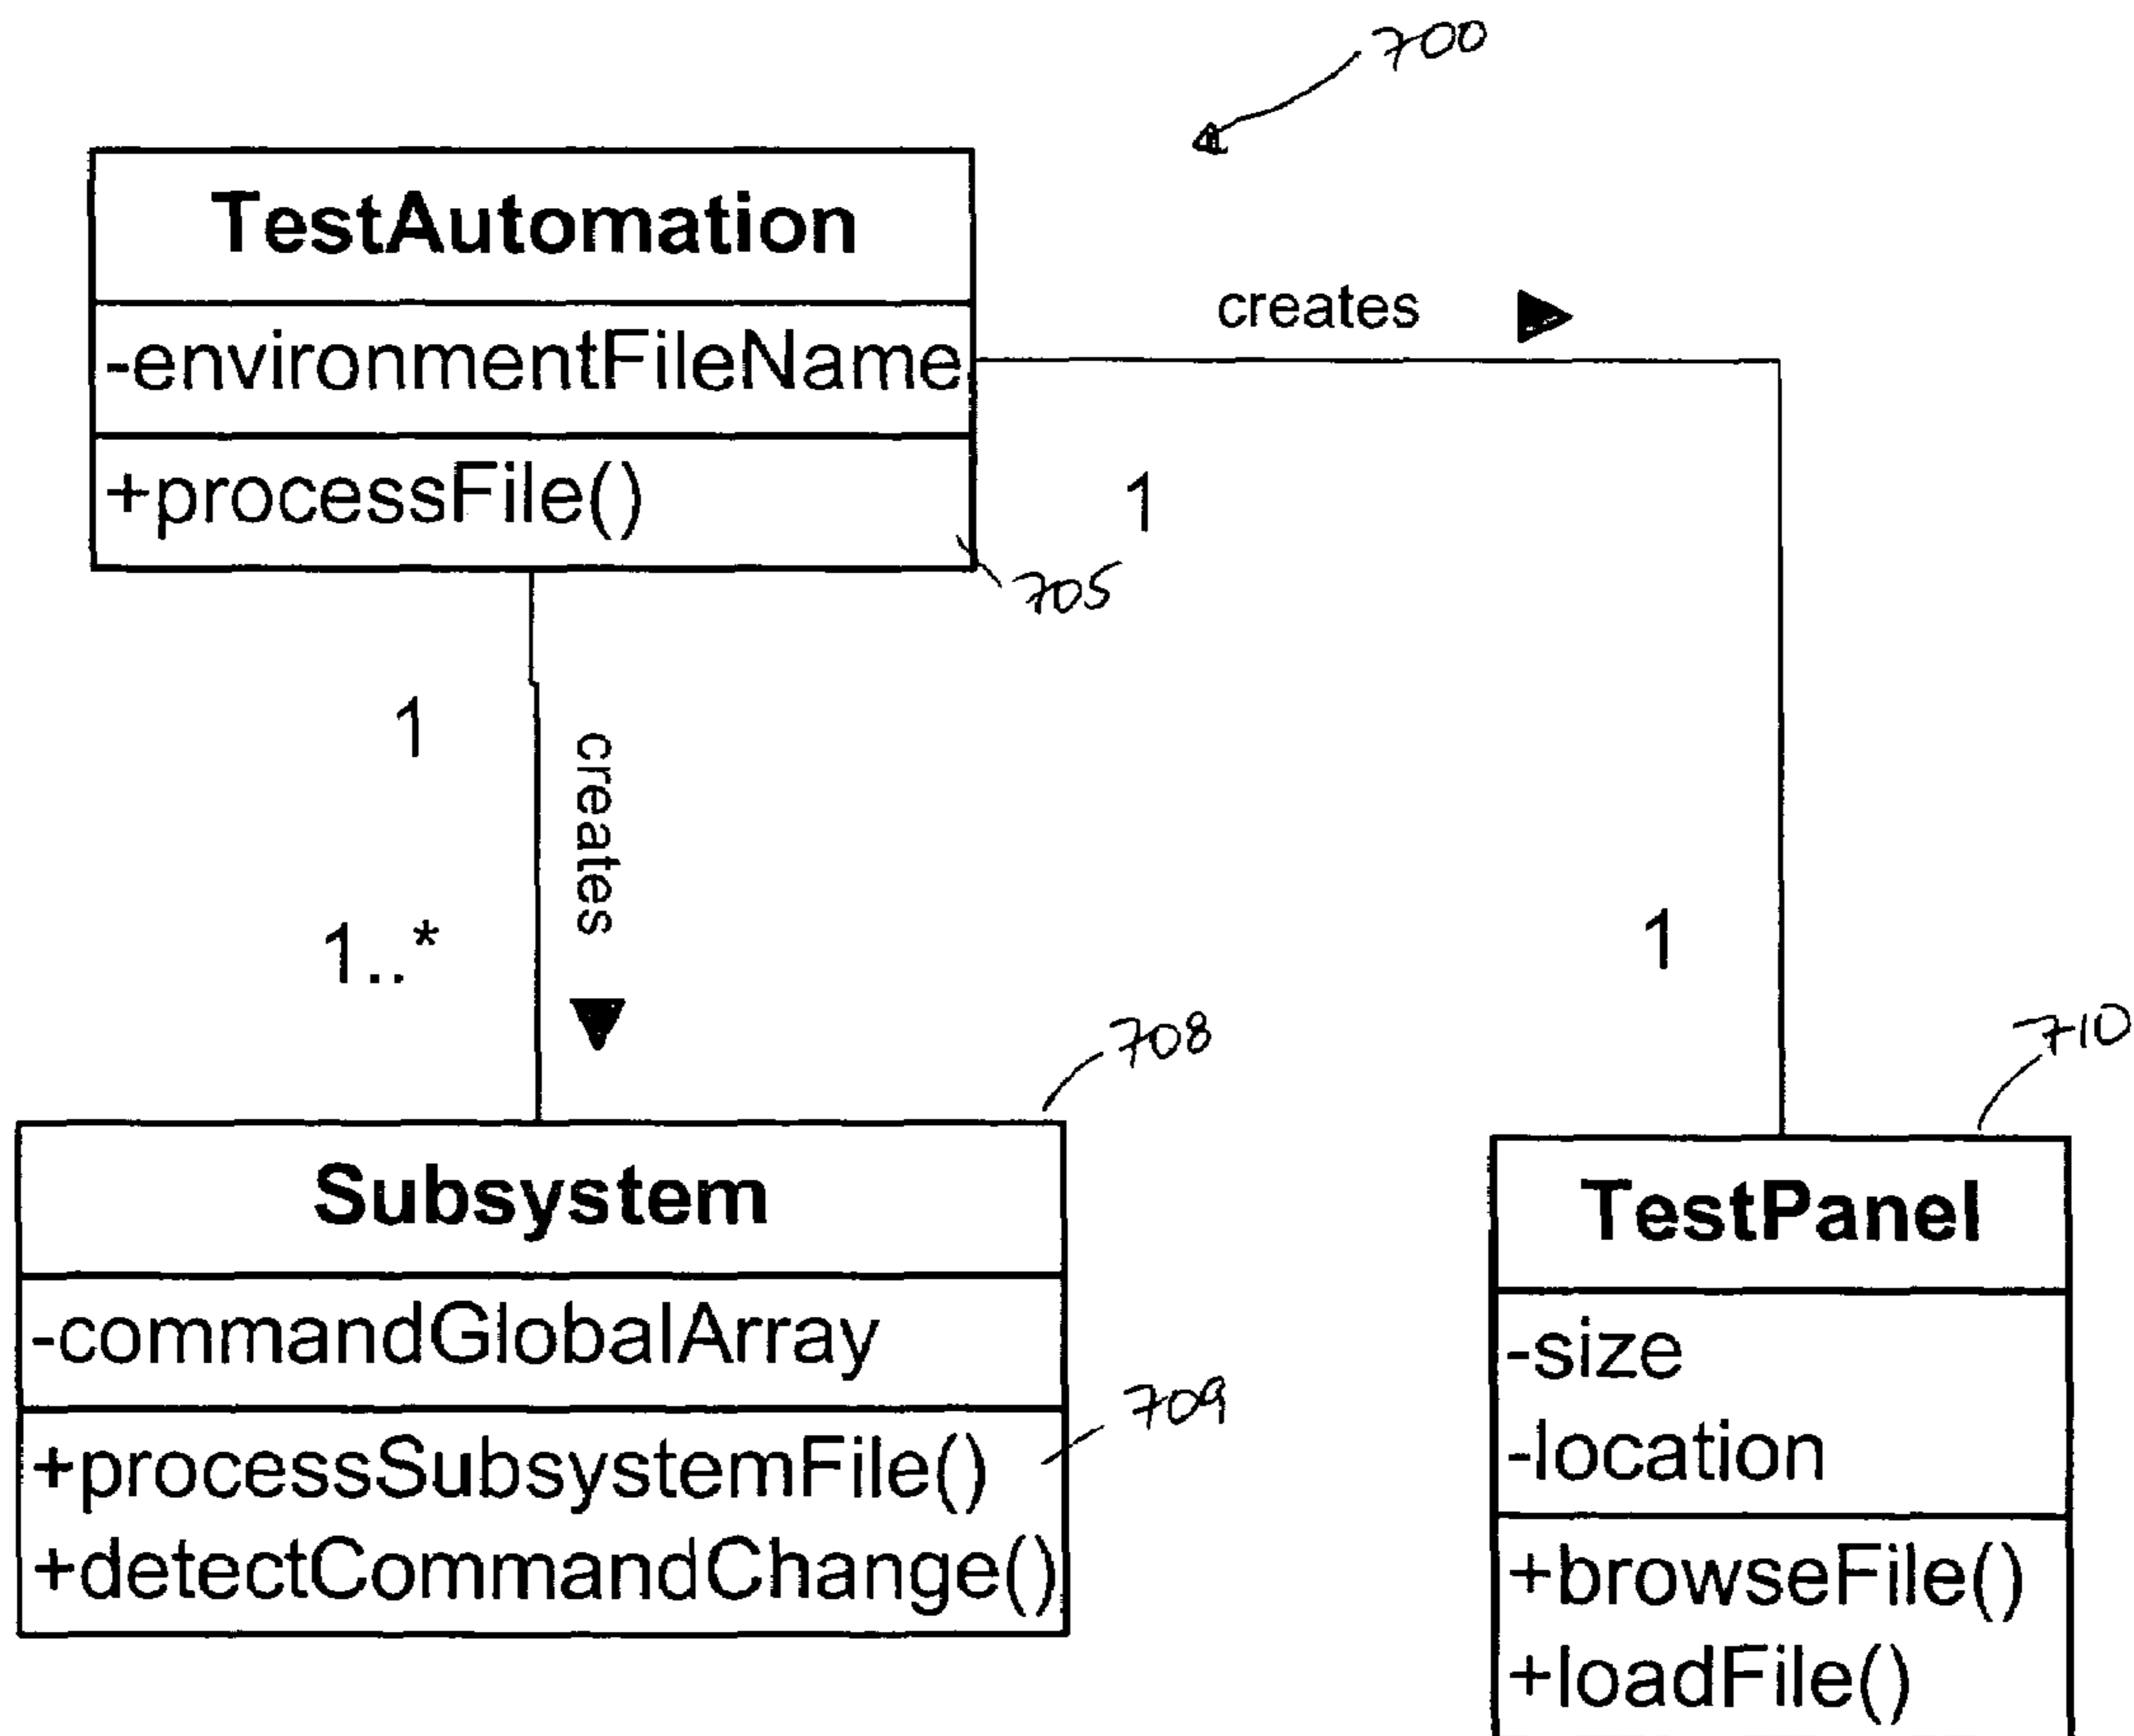 700
TestAutomation
-environmentFileName
+processFile()
705
creates
1
1
creates
1..*
1
708
710
Subsystem
-commandGlobalArray
+processSubsystemFile()
+detectCommandChange()
709
TestPanel
-size
-location
+browseFile()
+loadFile()